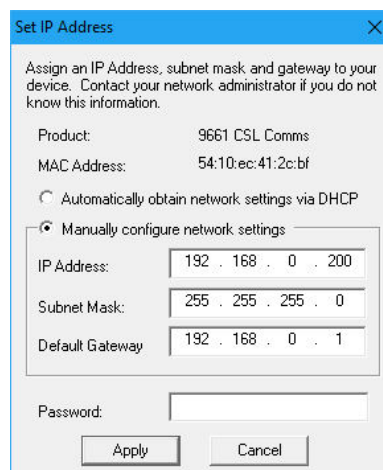 Set IP Address
Assign an IP Address, subnet mask and gateway to your
device. Contact your network administrator if you do not
know this information.
Product: 9661 CSL Comms
MAC Address: 54:10:ec:41:2c:bf
Automatically obtain network settings via DHCP
Manually configure network settings
IP Address: 192 . 168 . 0 . 200
Subnet Mask: 255 . 255 . 255 . 0
Default Gateway 192 . 168 . 0 . 1
Password:
Apply Cancel